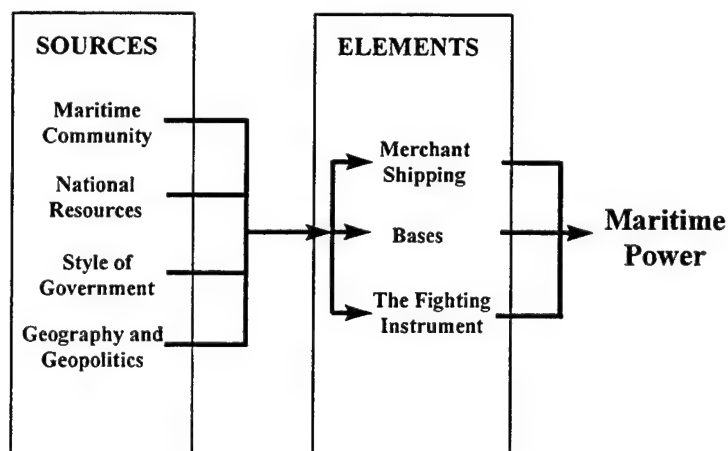 SOURCES
Maritime
Community
National
Resources
Style of
Government
Geography and
Geopolitics
ELEMENTS
Merchant
Shipping
Bases
The Fighting
Instrument
Maritime
Power